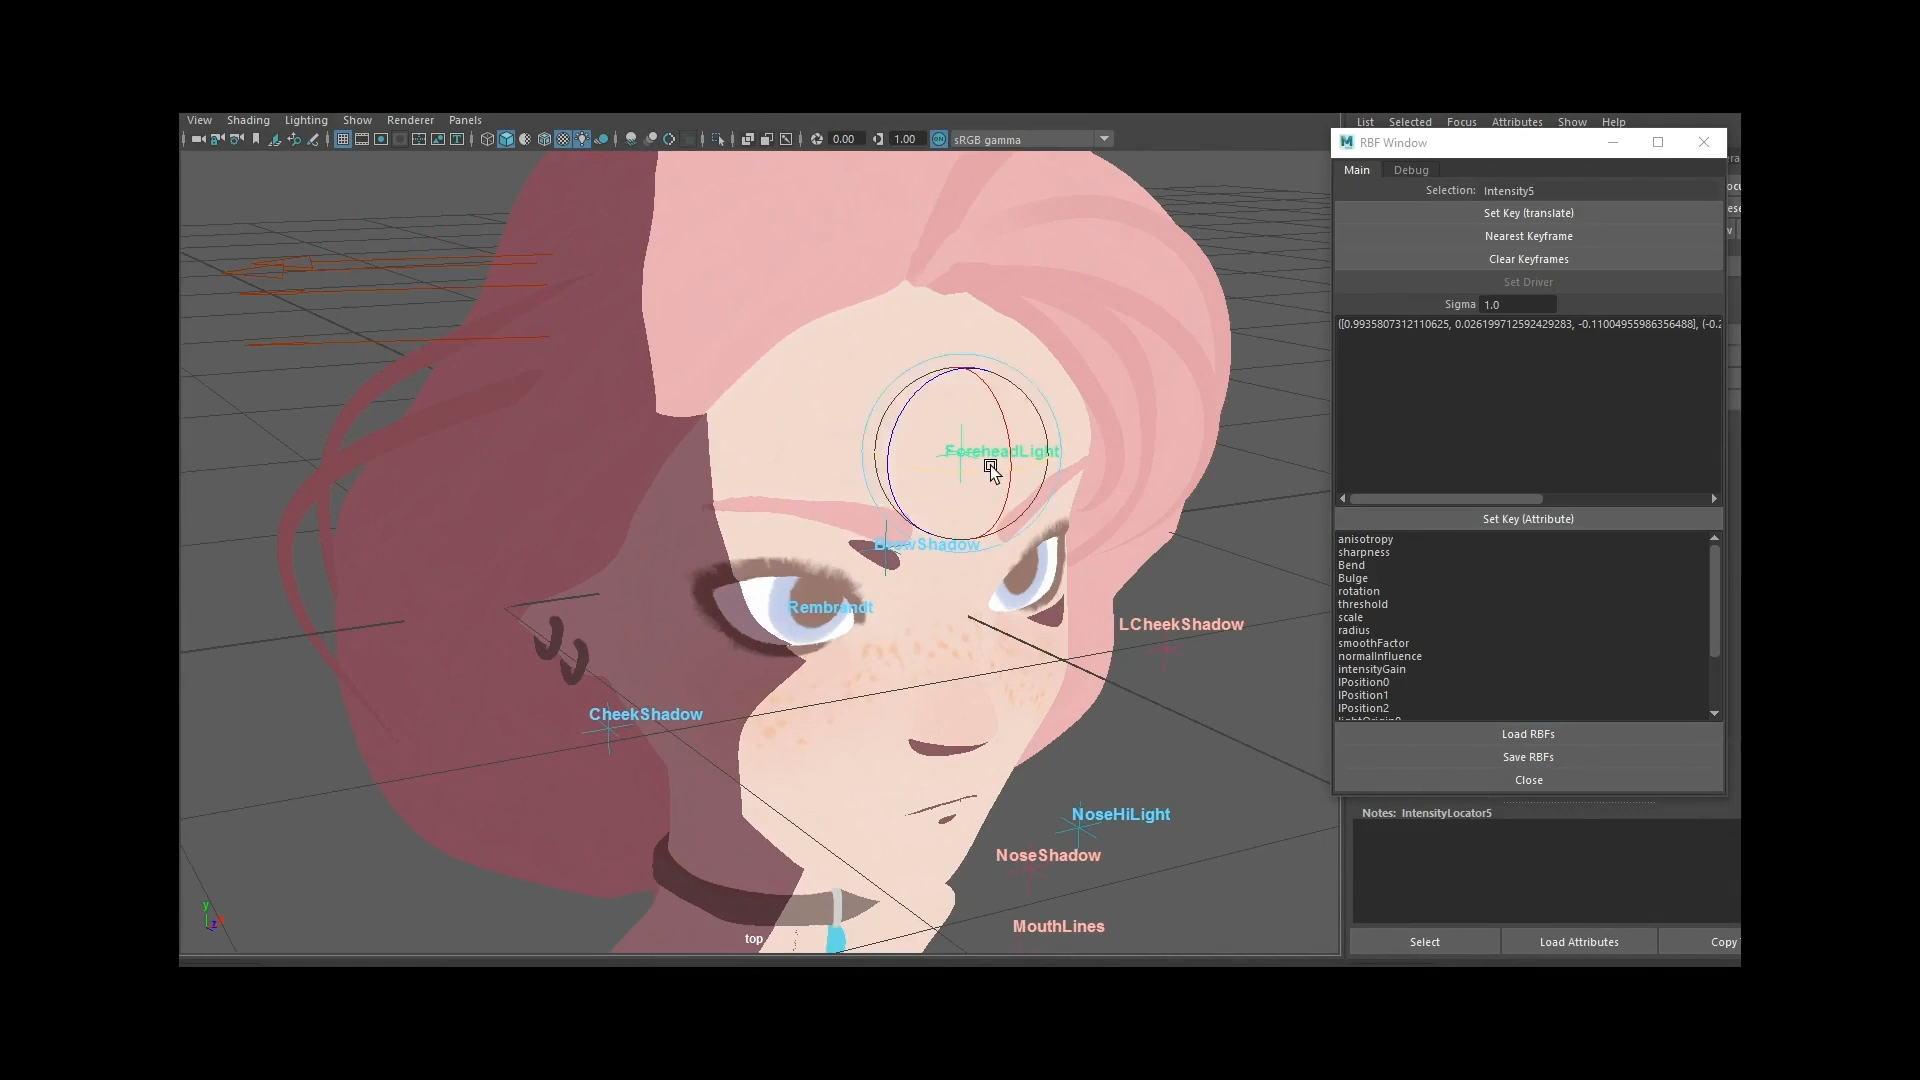 View Shading Lighting Show Renderer Panels
0.00 1.00 ON sRGB gamma
ForeheadLight
BrowShadow
Rembrandt
LCheekShadow
CheekShadow
NoseHiLight
NoseShadow
MouthLines
top
y
z
List Selected Focus Attributes Show Help
RBF Window
Main Debug
Selection: Intensity5
Set Key (translate)
Nearest Keyframe
Clear Keyframes
Set Driver
Sigma 1.0
([0.9935807312110625, 0.026199712592429283, -0.11004955986356488], (-0.2
Set Key (Attribute)
anisotropy
sharpness
Bend
Bulge
rotation
threshold
scale
radius
smoothFactor
normalInfluence
intensityGain
lPosition0
lPosition1
lPosition2
Load RBFs
Save RBFs
Close
Notes: IntensityLocator5
Select Load Attributes Copy